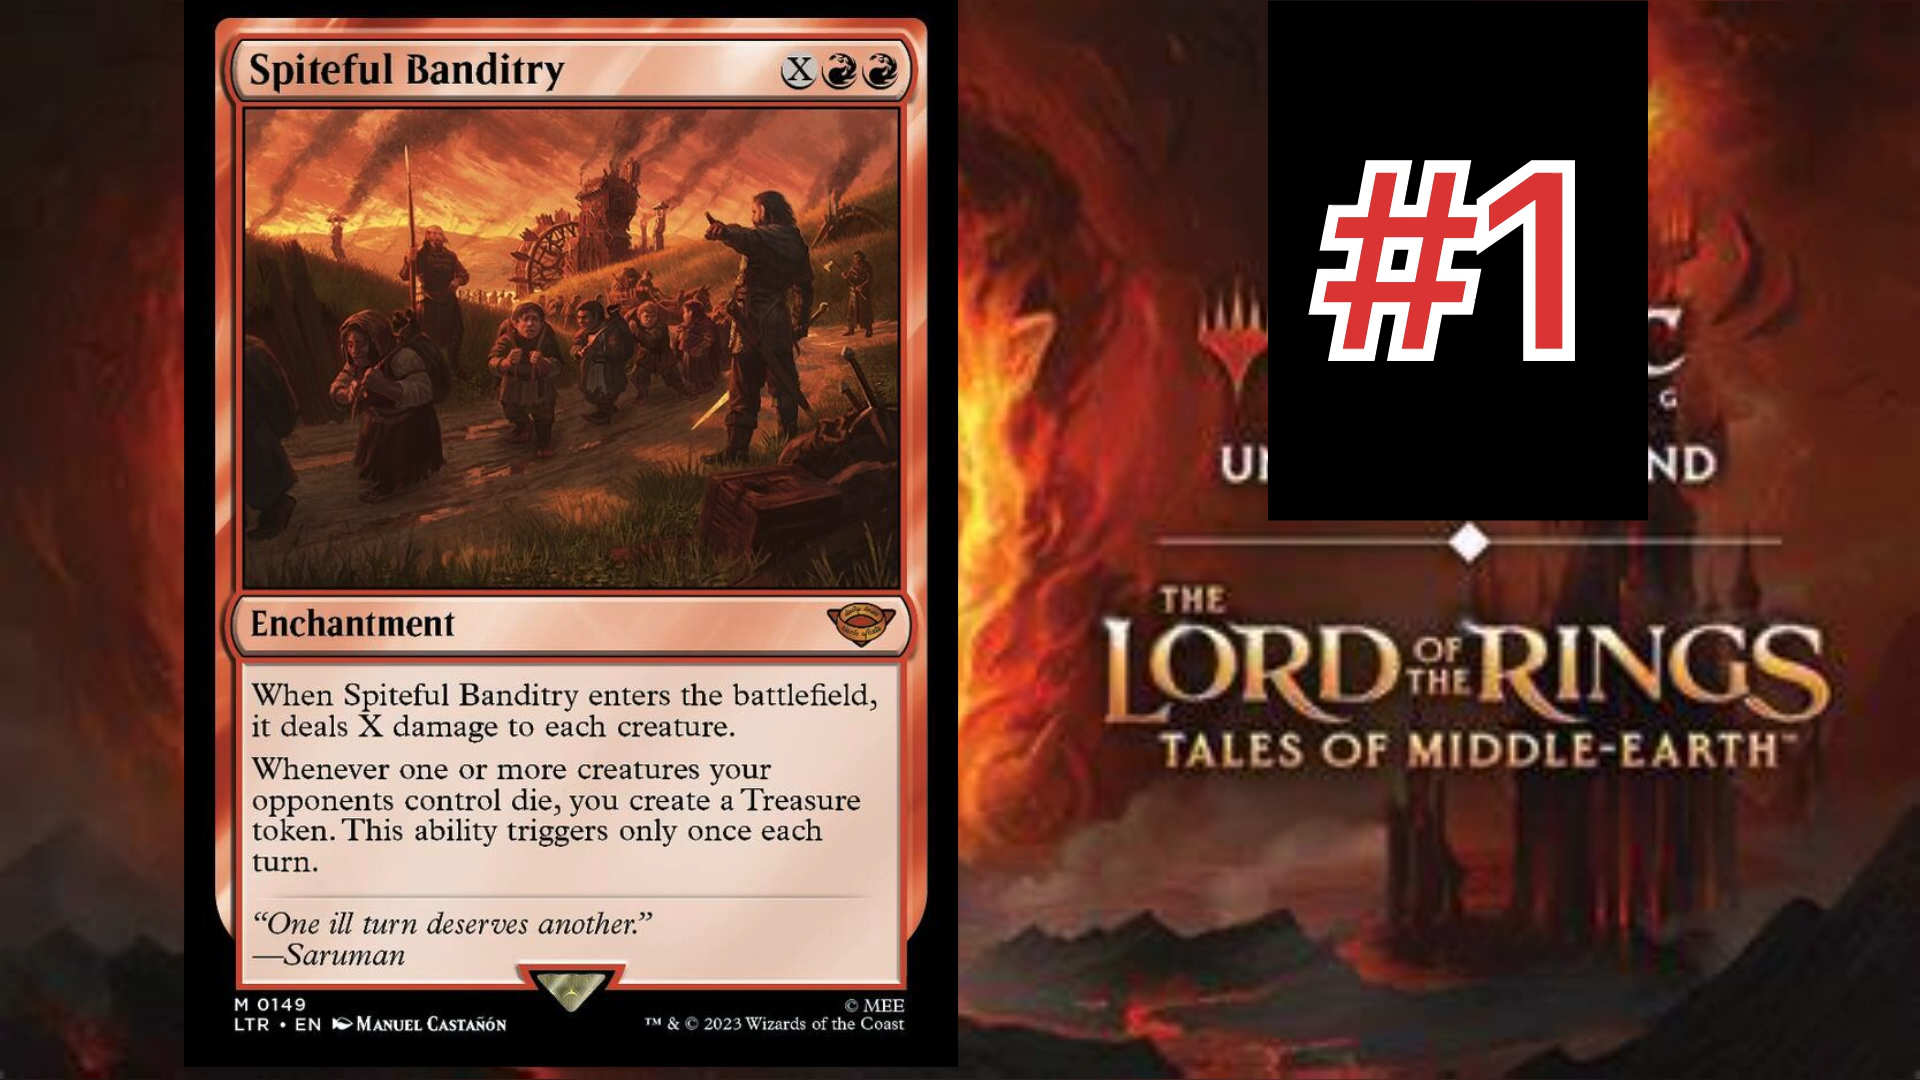 Spiteful Banditry
X
Enchantment
When Spiteful Banditry enters the battlefield,
it deals X damage to each creature.
Whenever one or more creatures your
opponents control die, you create a Treasure
token. This ability triggers only once each
turn.
“One ill turn deserves another.”
—Saruman
M 0149
LTR • EN MANUEL CASTAÑÓN
© MEE
™ & © 2023 Wizards of the Coast
#1
THE
LORD OF THE RINGS
TALES OF MIDDLE-EARTH™